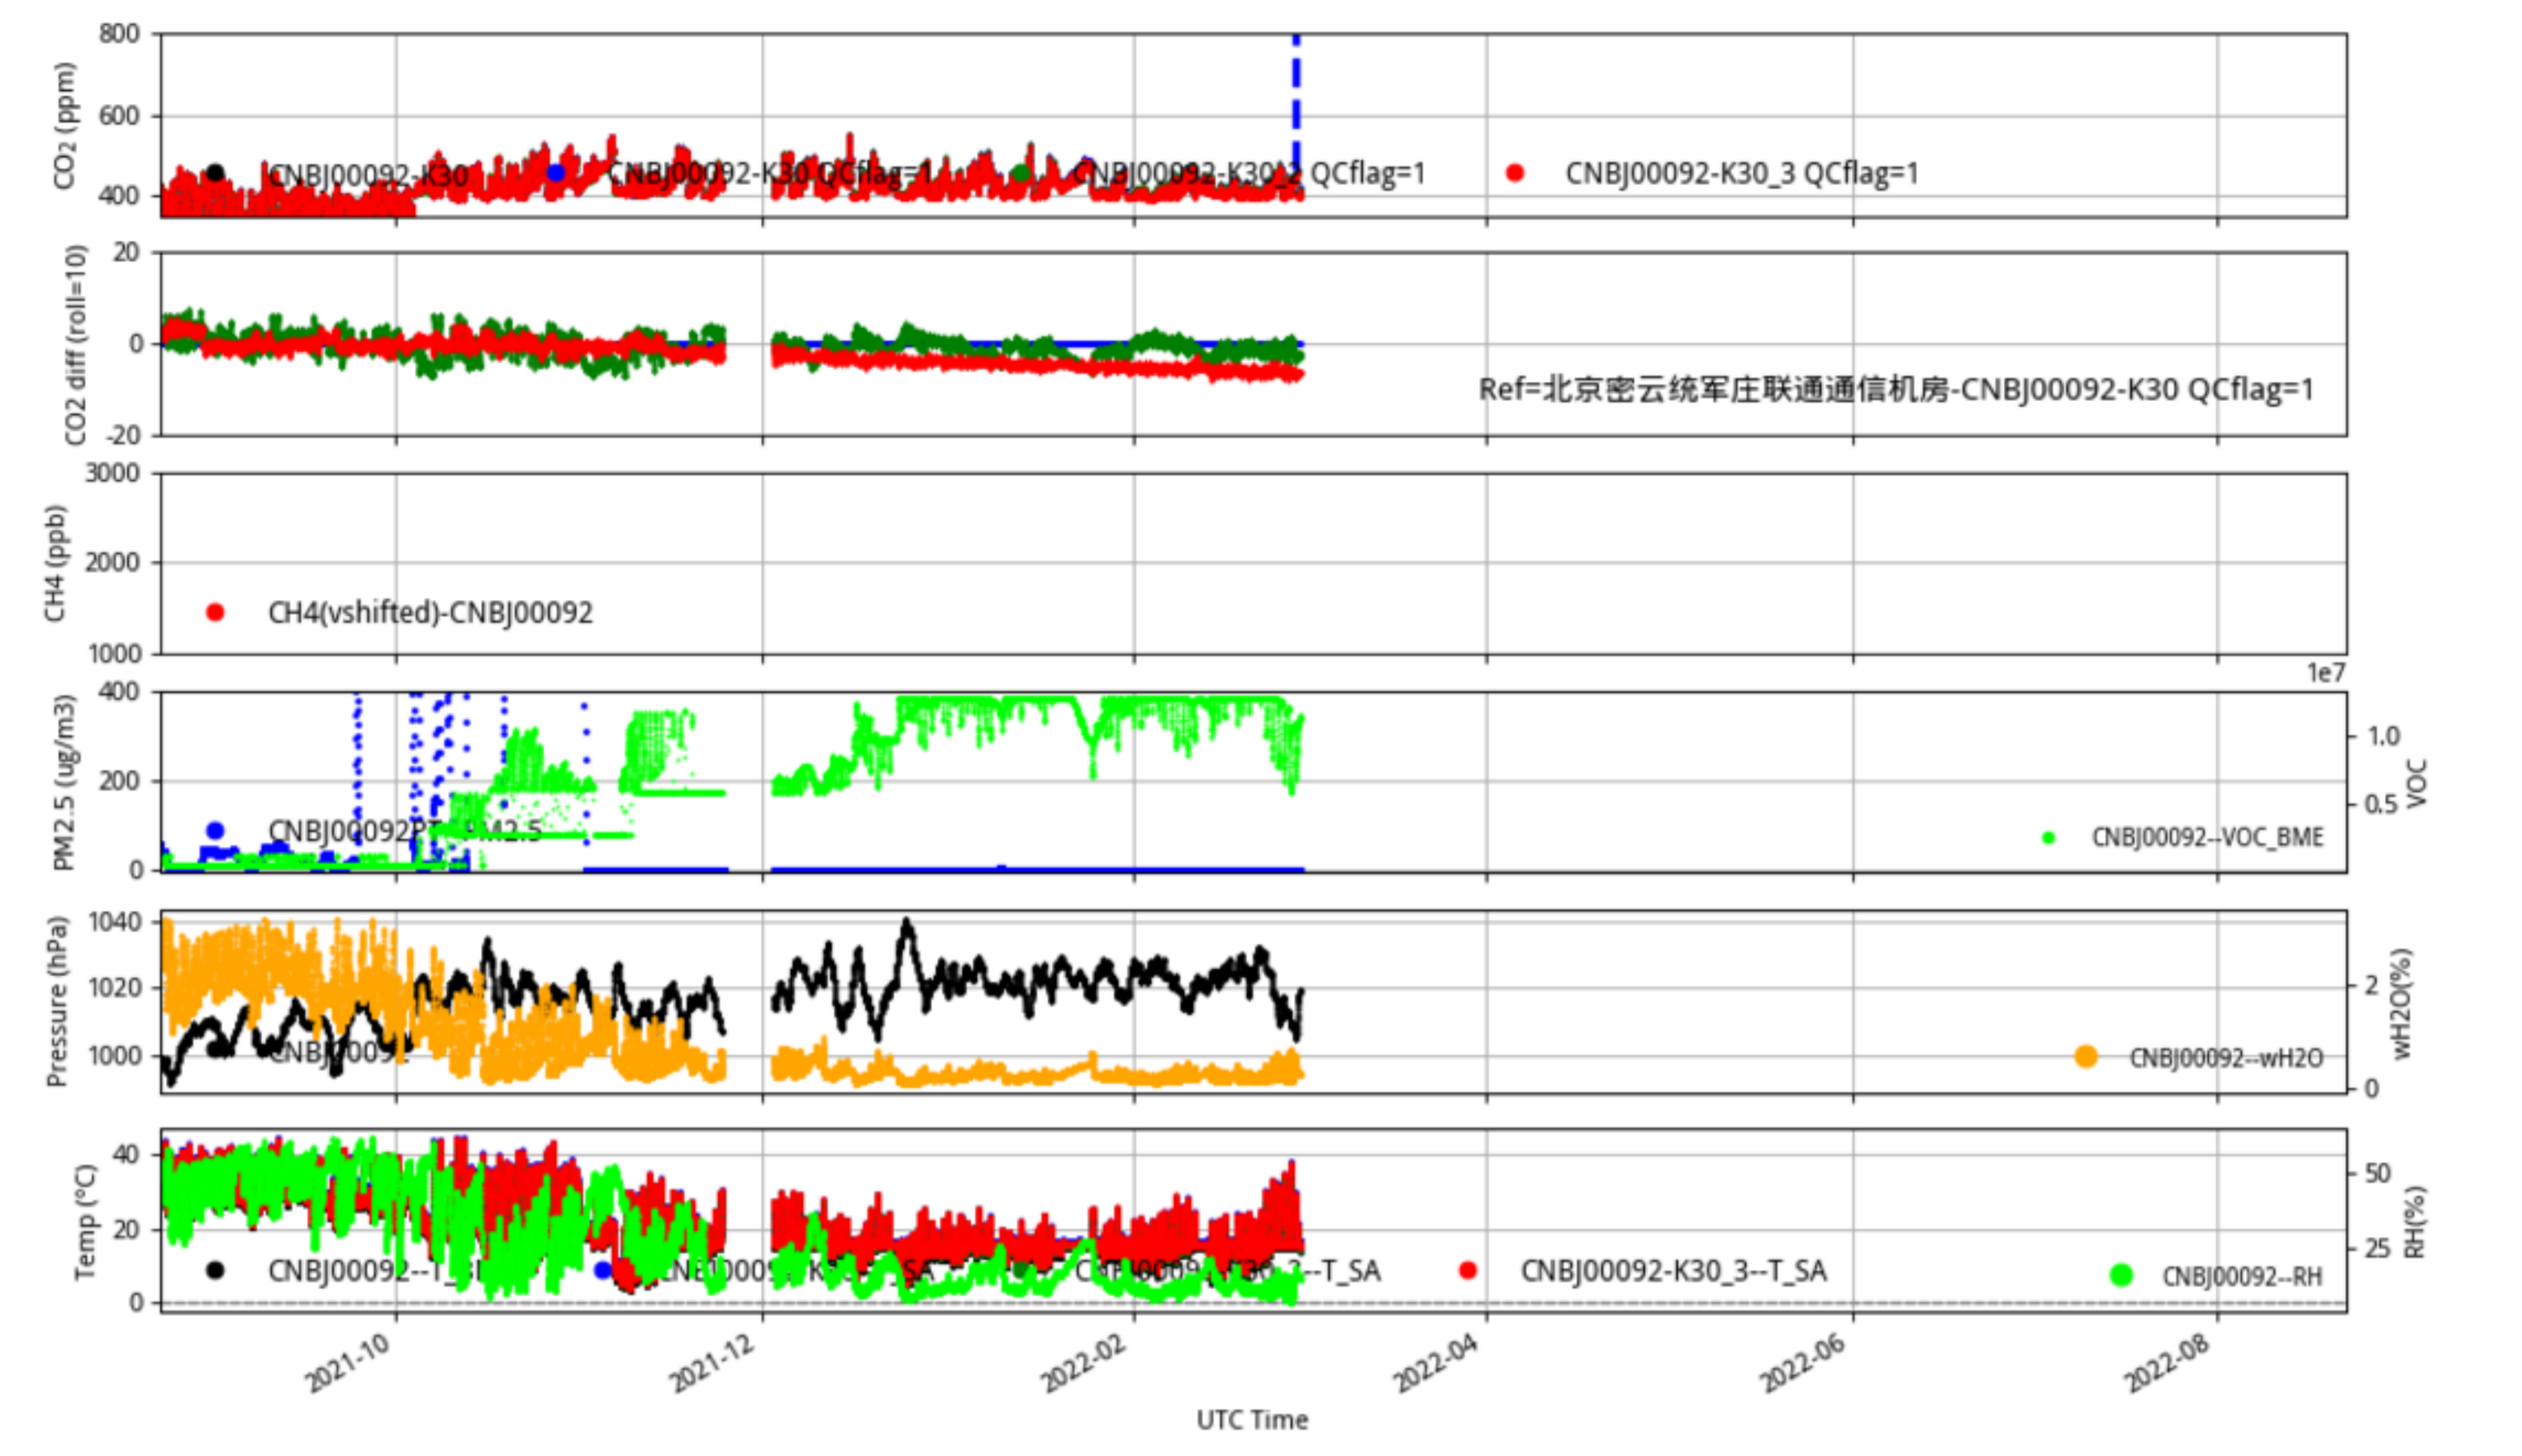 800
600
400
CO2 (ppm)
CNBJ00092-K30
CNBJ00092-K30 QCflag=1
CNBJ00092-K30_2 QCflag=1
CNBJ00092-K30_3 QCflag=1
20
0
-20
CO2 diff (roll=10)
Ref=北京密云统军庄联通通信机房-CNBJ00092-K30 QCflag=1
3000
2000
1000
CH4 (ppb)
CH4(vshifted)-CNBJ00092
1e7
400
200
0
PM2.5 (ug/m3)
1.0
0.5
VOC
CNBJ00092--VOC_BME
1040
1020
1000
Pressure (hPa)
CNBJ00092
2
0
wH2O(%)
CNBJ00092--wH2O
40
20
0
Temp (°C)
50
25
RH(%)
CNBJ00092-K30_3--T_SA
CNBJ00092--RH
2021-10
2021-12
2022-02
2022-04
2022-06
2022-08
UTC Time